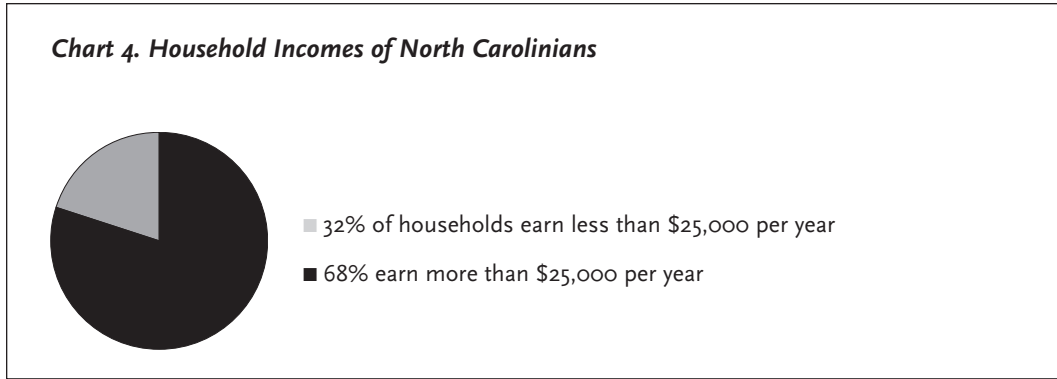 Chart 4. Household Incomes of North Carolinians
32% of households earn less than $25,000 per year
68% earn more than $25,000 per year